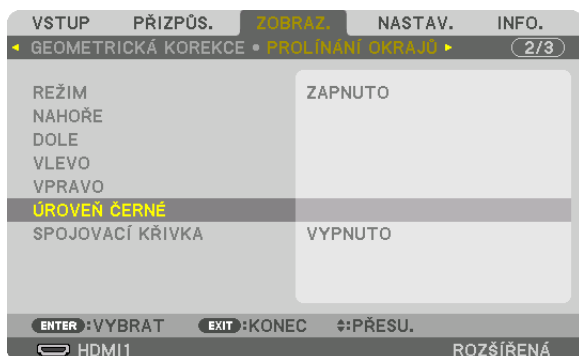 VSTUP PŘIZPŮS. ZOBRAZ. NASTAV. INFO.
GEOMETRICKÁ KOREKCE • PROLÍNÁNÍ OKRAJŮ 2/3
REŽIM ZAPNUTO
NAHOŘE
DOLE
VLEVO
VPRAVO
ÚROVEŇ ČERNÉ
SPOJOVACÍ KŘIVKA VYPNUTO
ENTER :VYBRAT EXIT :KONEC :PŘESU.
HDMI1 ROZŠÍŘENÁ